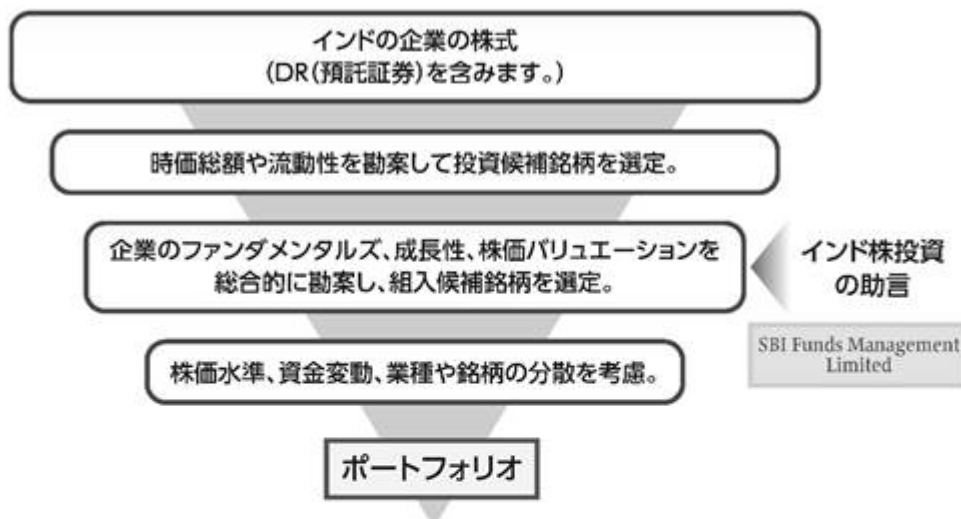 インドの企業の株式
(DR(預託証券)を含みます。)
時価総額や流動性を勘案して投資候補銘柄を選定。
企業のファンダメンタルズ、成長性、株価バリュエーションを
総合的に勘案し、組入候補銘柄を選定。
インド株投資
の助言
SBI Funds Management
Limited
株価水準、資金変動、業種や銘柄の分散を考慮。
ポートフォリオ